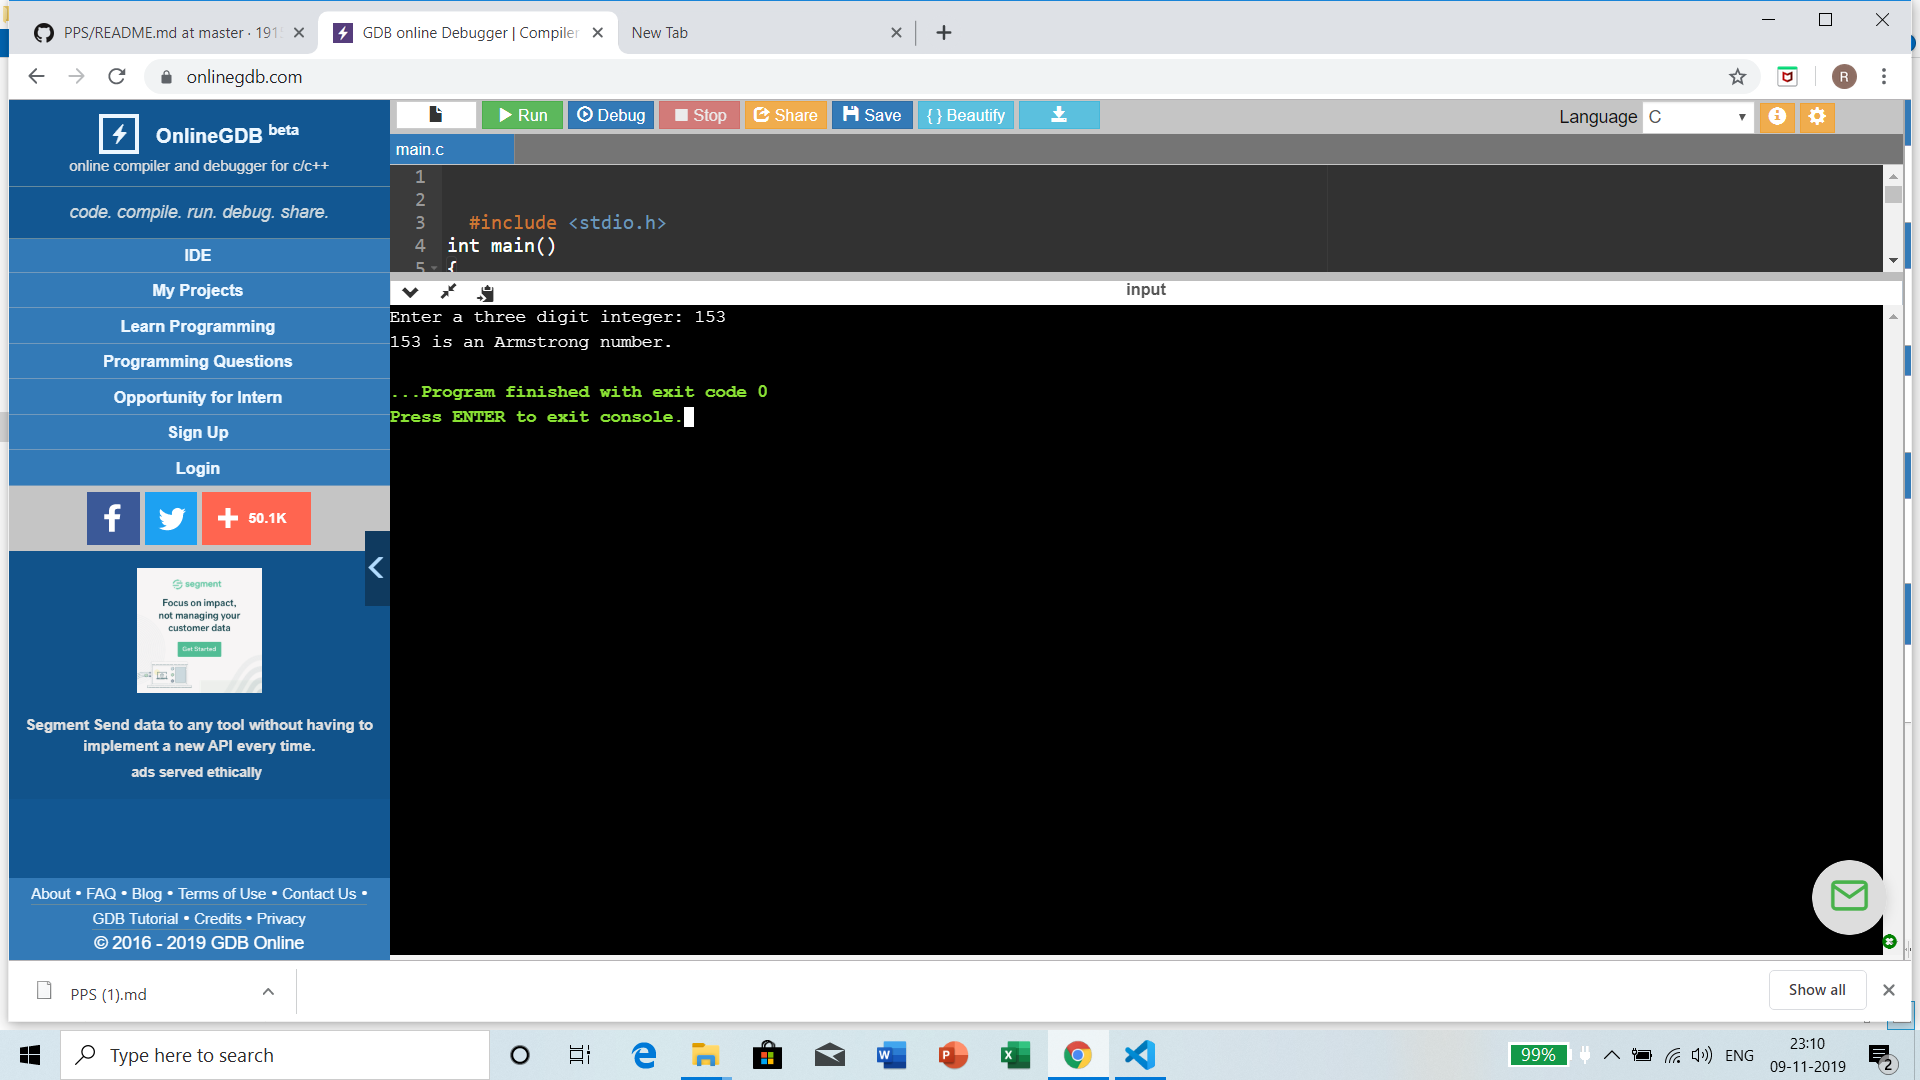 PPS/README.md at master · 191
GDB online Debugger | Compiler
New Tab
onlinegdb.com
R
OnlineGDB beta
online compiler and debugger for c/c++
code. compile. run. debug. share.
IDE
My Projects
Learn Programming
Programming Questions
Opportunity for Intern
Sign Up
Login
50.1K
segment
Focus on impact,
not managing your
customer data
Get Started
Segment Send data to any tool without having to
implement a new API every time.
ads served ethically
About • FAQ • Blog • Terms of Use • Contact Us •
GDB Tutorial • Credits • Privacy
© 2016 - 2019 GDB Online
Run Debug Stop Share Save { } Beautify
Language C
main.c
1
2
3 #include <stdio.h>
4 int main()
5 {
input
Enter a three digit integer: 153
153 is an Armstrong number.
...Program finished with exit code 0
Press ENTER to exit console.
PPS (1).md
Show all
Type here to search
99%
ENG
23:10
09-11-2019
2